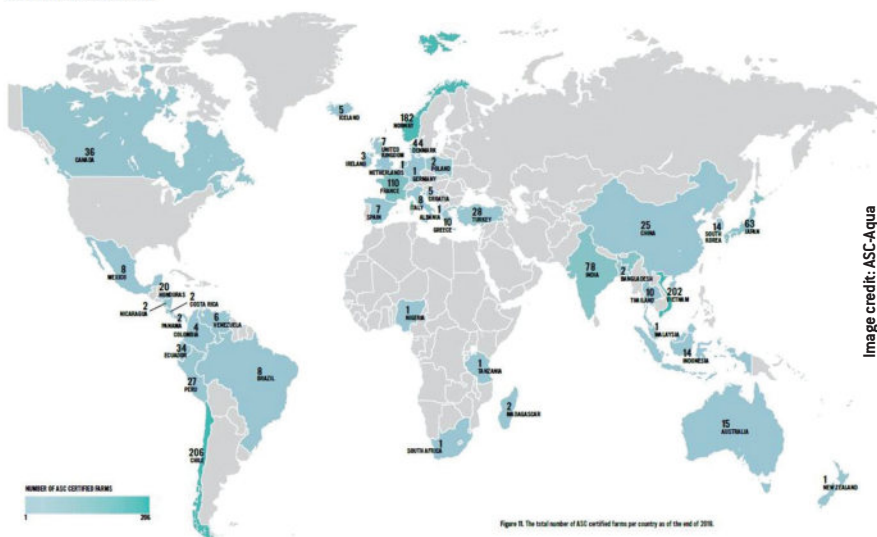 5
ICELAND
182
NORWAY
36
CANADA
7
UNITED
KINGDOM
44
DENMARK
3
IRELAND
1
NETHERLANDS
1
GERMANY
2
POLAND
110
FRANCE
5
CROATIA
8
ITALY
7
SPAIN
1
ALBANIA
10
GREECE
28
TURKEY
25
CHINA
14
SOUTH
KOREA
63
JAPAN
78
INDIA
2
BANGLADESH
202
VIETNAM
10
THAILAND
1
MALAYSIA
14
INDONESIA
8
MEXICO
20
HONDURAS
2
NICARAGUA
2
COSTA RICA
2
PANAMA
6
VENEZUELA
4
COLOMBIA
34
ECUADOR
8
BRAZIL
27
PERU
206
CHILE
1
NIGERIA
1
TANZANIA
2
MADAGASCAR
1
SOUTH AFRICA
15
AUSTRALIA
1
NEW ZEALAND
NUMBER OF ASC CERTIFIED FARMS
1
206
Figure 11. The total number of ASC certified farms per country as of the end of 2018.
Image credit: ASC-Aqua